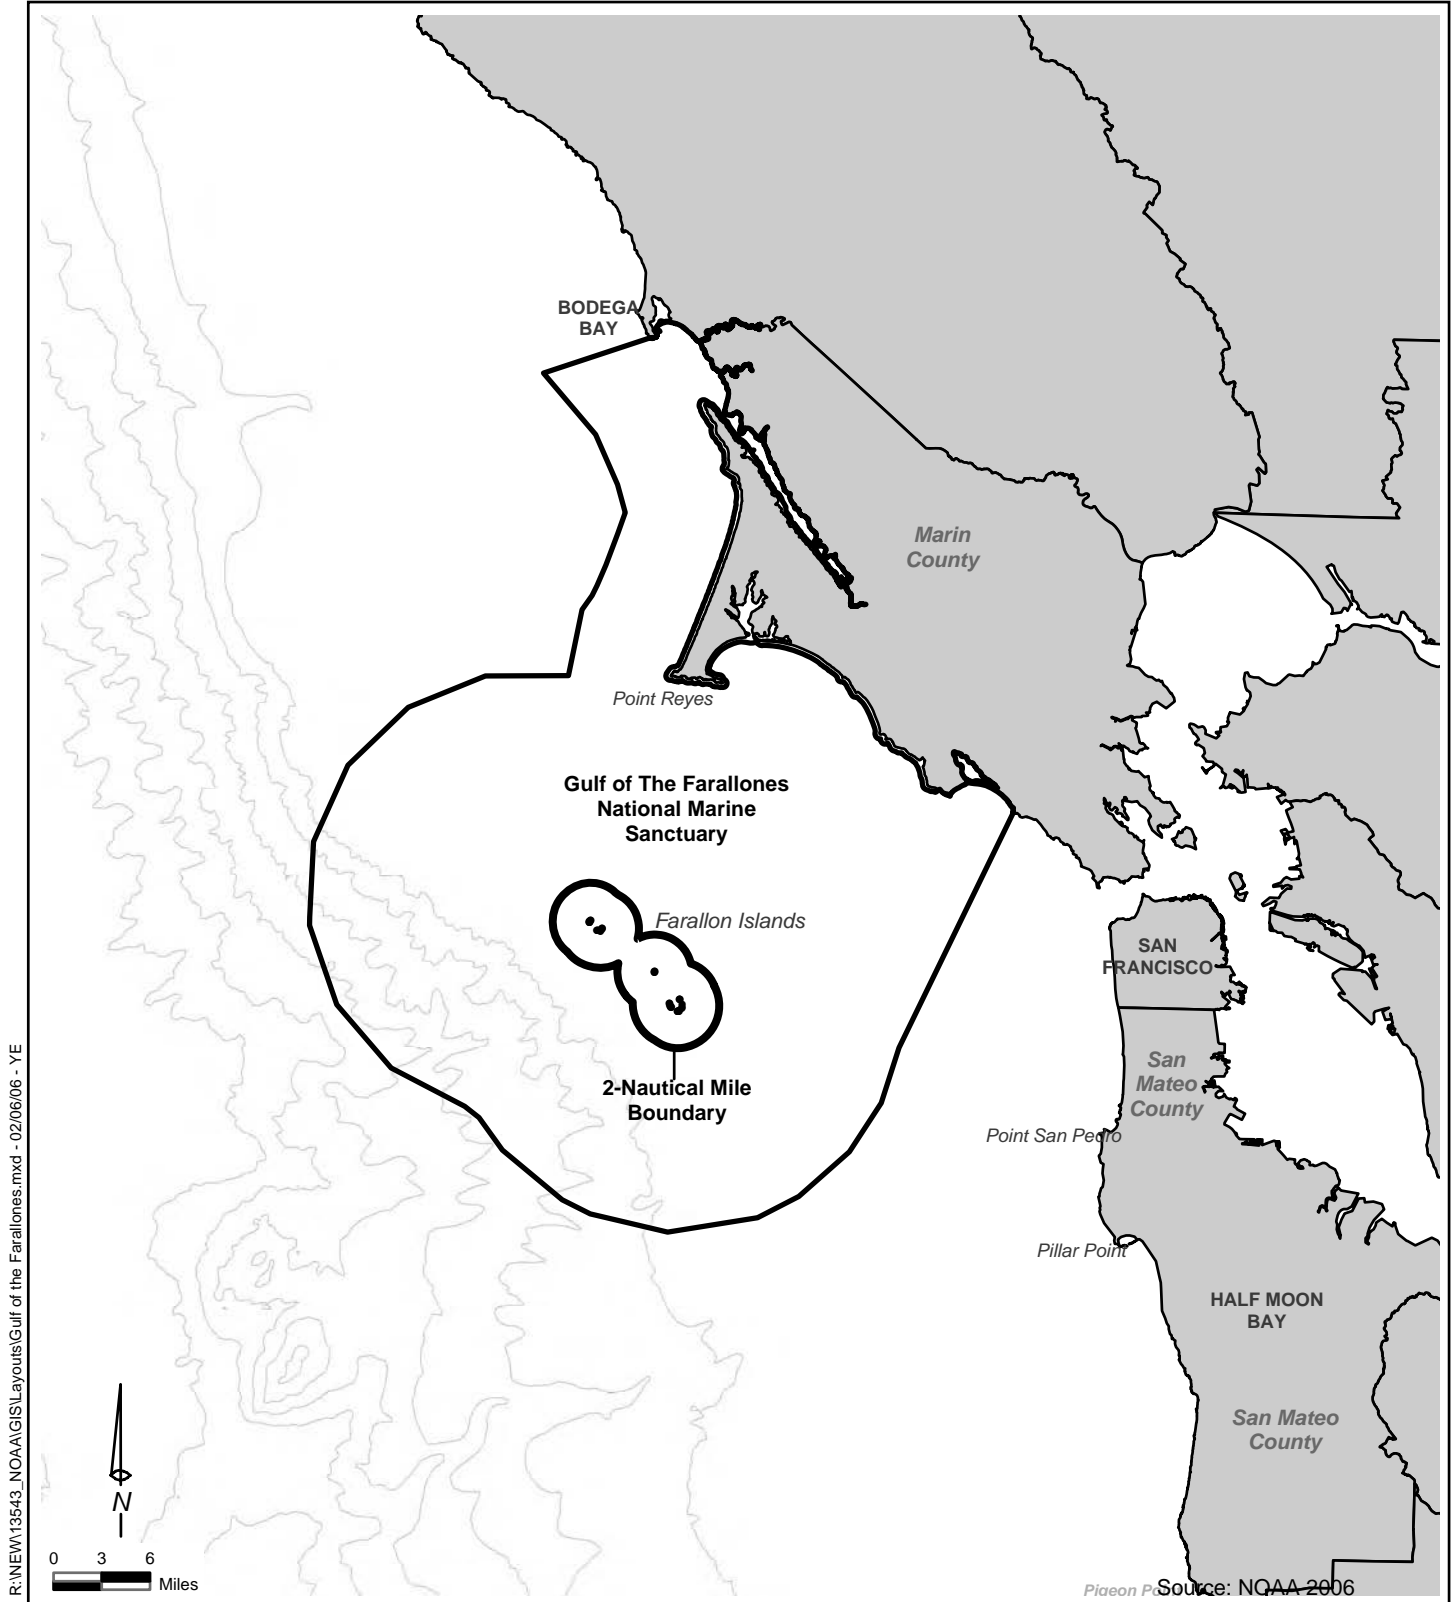 BODEGA
BAY
Marin
County
Point Reyes
Gulf of The Farallones
National Marine
Sanctuary
Farallon Islands
SAN
FRANCISCO
2-Nautical Mile
Boundary
San
Mateo
County
Point San Pedro
Pillar Point
HALF MOON
BAY
San Mateo
County
N
0 3 6
Miles
Pigeon Point
Source: NOAA 2006
R:\NEW\13543_NOAA\GIS\Layouts\Gulf of the Farallones.mxd - 02/06/06 - YE